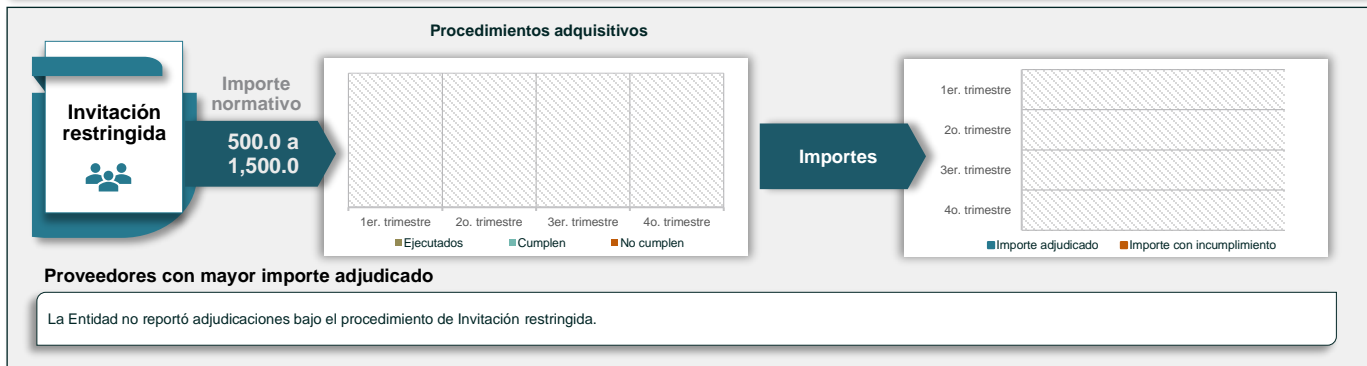 Procedimientos adquisitivos
Invitación
restringida
Importe
normativo
500.0 a
1,500.0
1er. trimestre 2o. trimestre 3er. trimestre 4o. trimestre
Ejecutados Cumplen No cumplen
Importes
1er. trimestre
2o. trimestre
3er. trimestre
4o. trimestre
Importe adjudicado Importe con incumplimiento
Proveedores con mayor importe adjudicado
La Entidad no reportó adjudicaciones bajo el procedimiento de Invitación restringida.